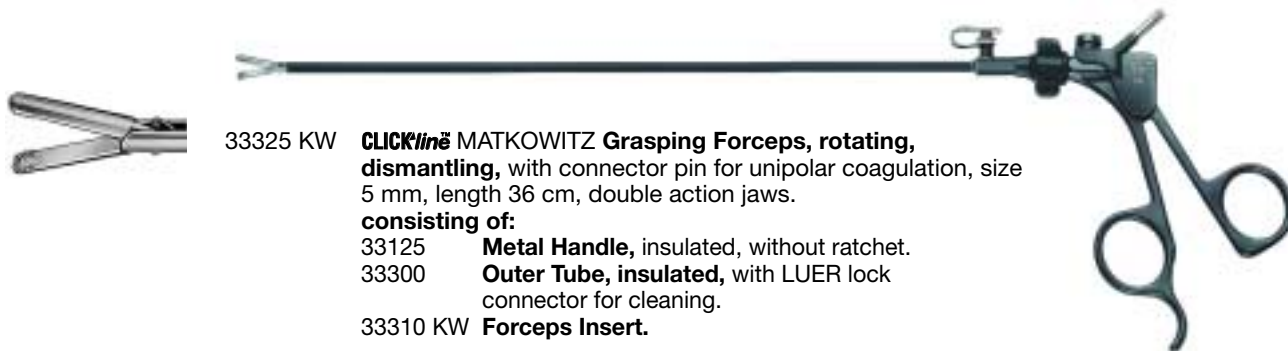 33325 KW CLICK'line™ MATKOWITZ Grasping Forceps, rotating,
dismantling, with connector pin for unipolar coagulation, size
5 mm, length 36 cm, double action jaws.
consisting of:
33125 Metal Handle, insulated, without ratchet.
33300 Outer Tube, insulated, with LUER lock
connector for cleaning.
33310 KW Forceps Insert.